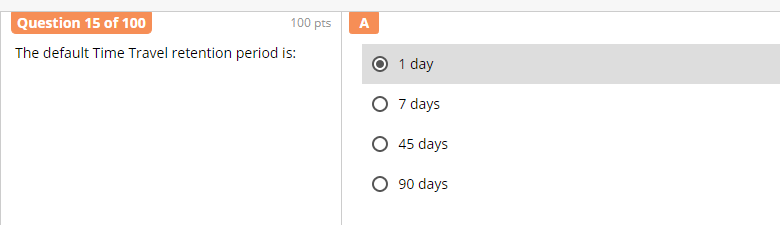 Question 15 of 100
100 pts
The default Time Travel retention period is:
A
1 day
7 days
45 days
90 days